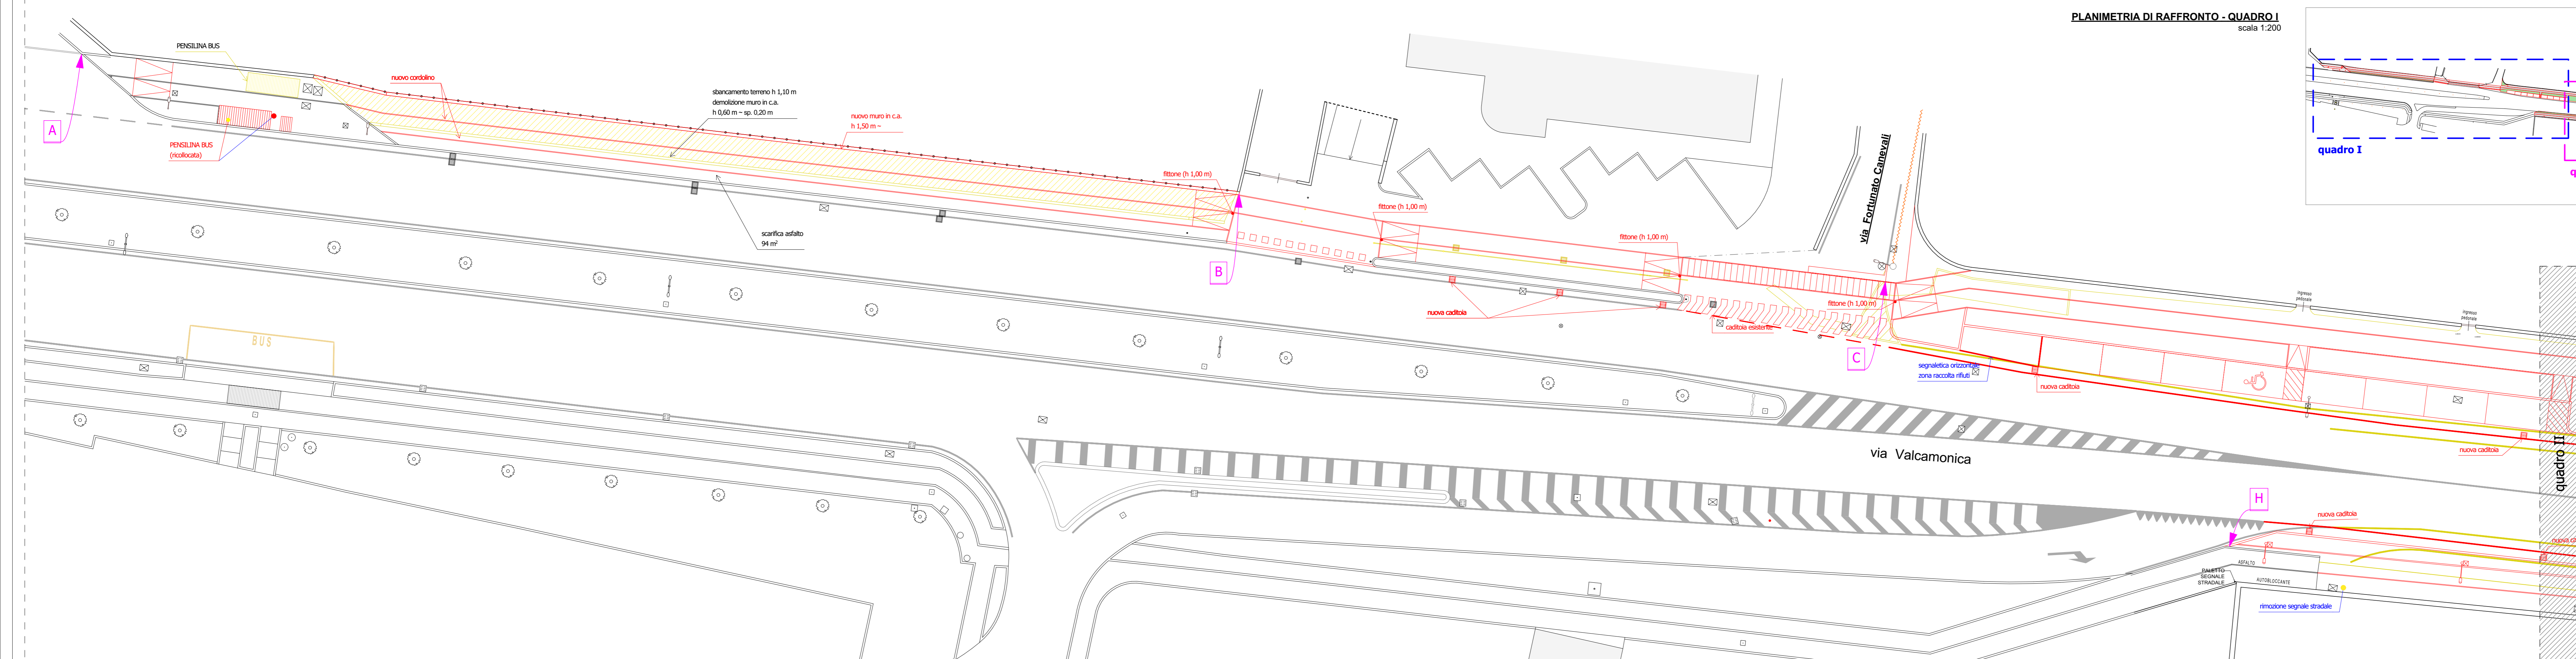 PLANIMETRIA DI RAFFRONTO - QUADRO I
scala 1:200
quadro I
PENSILINA BUS
nuovo cordolino
sbancamento terreno h 1,10 m
demolizione muro in c.a.
h 0,60 m ~ sp. 0,20 m
nuovo muro in c.a.
h 1,50 m ~
A
PENSILINA BUS
(ricollocata)
scarifica asfalto
94 m²
fittone (h 1,00 m)
B
fittone (h 1,00 m)
fittone (h 1,00 m)
via Fortunato Canevali
nuova caditoia
caditoia esistente
fittone (h 1,00 m)
C
segnaletica orizzontale
zona raccolta rifiuti
nuova caditoia
ingresso
pedonale
ingresso
pedonale
nuova caditoia
quadro II
BUS
via Valcamonica
H
nuova caditoia
PALETTO
SEGNALE
STRADALE
ASFALTO
AUTOBLOCCANTE
rimozione segnale stradale